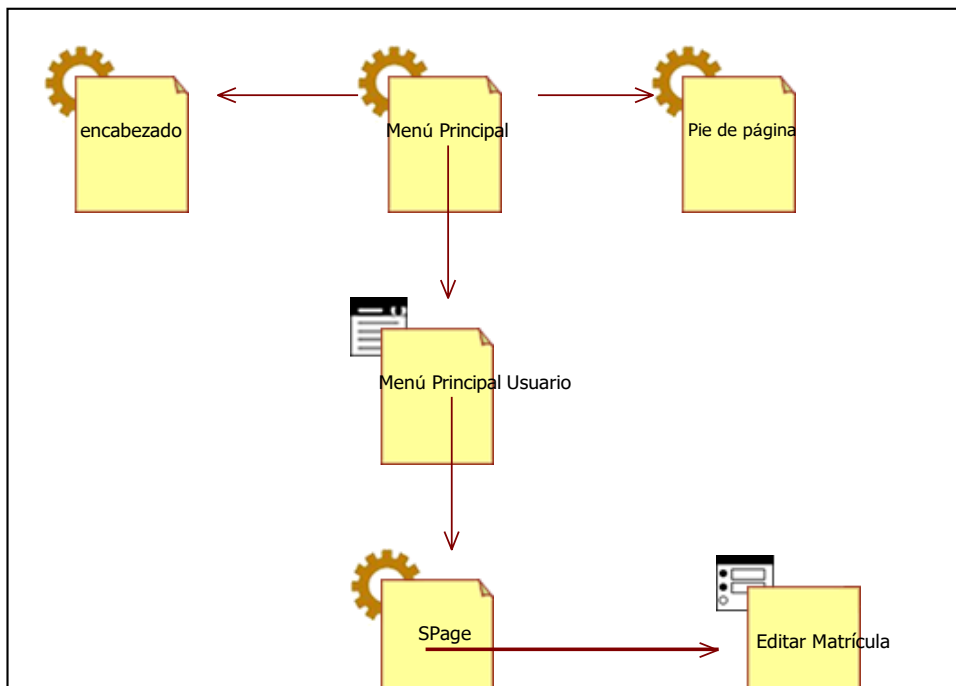 encabezado
Menú Principal
Pie de página
Menú Principal Usuario
SPage
Editar Matrícula